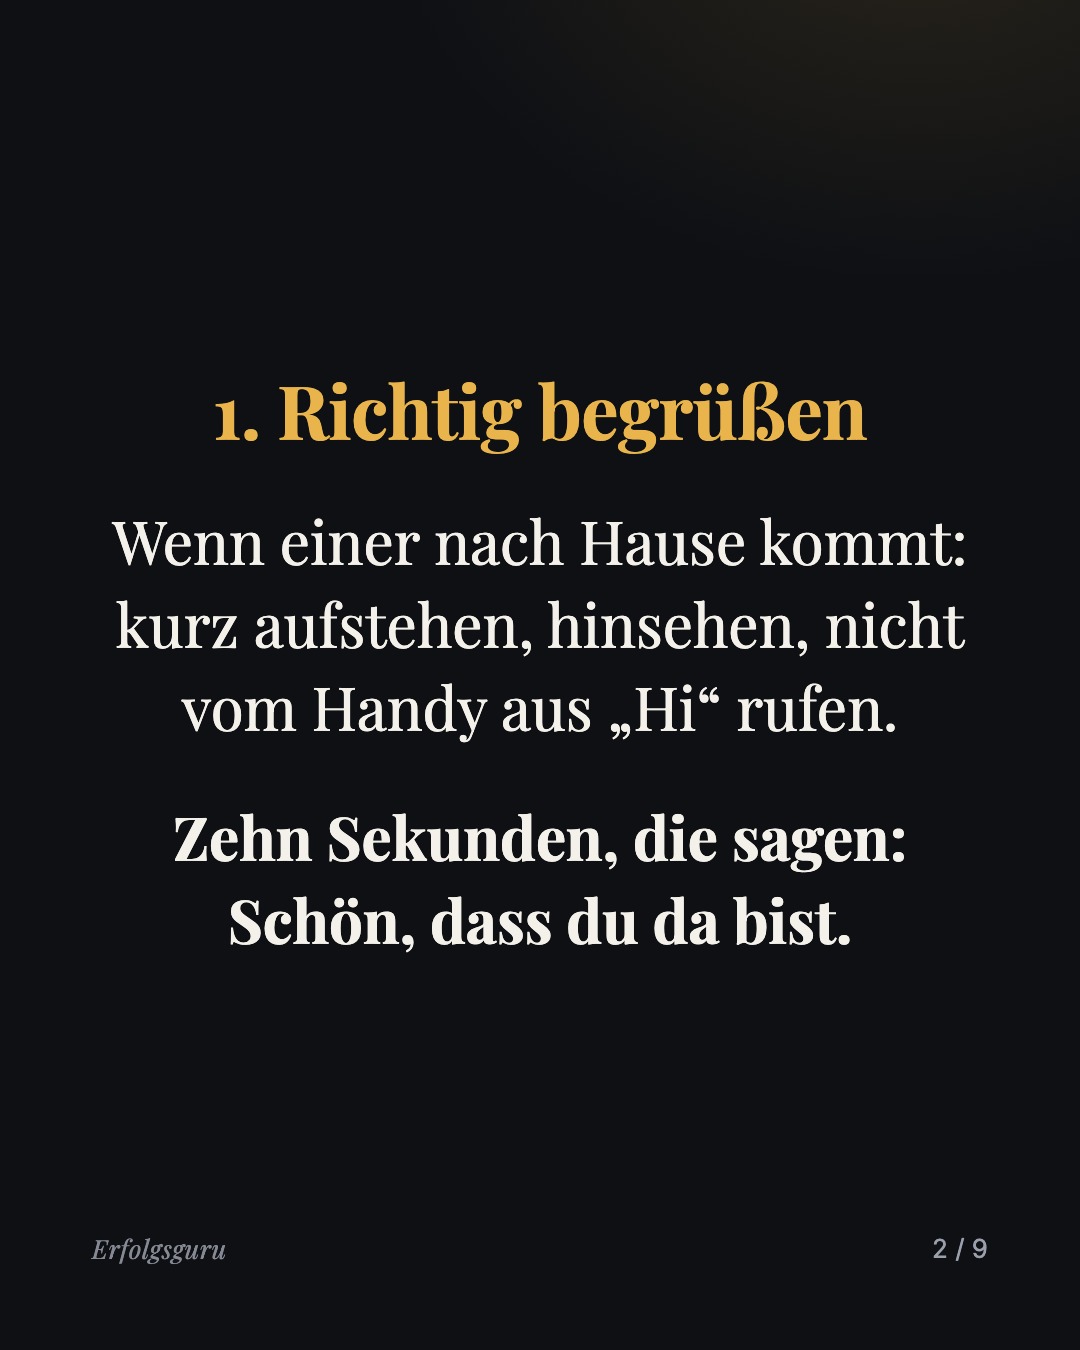 1. Richtig begrüßen
Wenn einer nach Hause kommt:
kurz aufstehen, hinsehen, nicht
vom Handy aus „Hi“ rufen.
Zehn Sekunden, die sagen:
Schön, dass du da bist.
Erfolgsguru
2 / 9